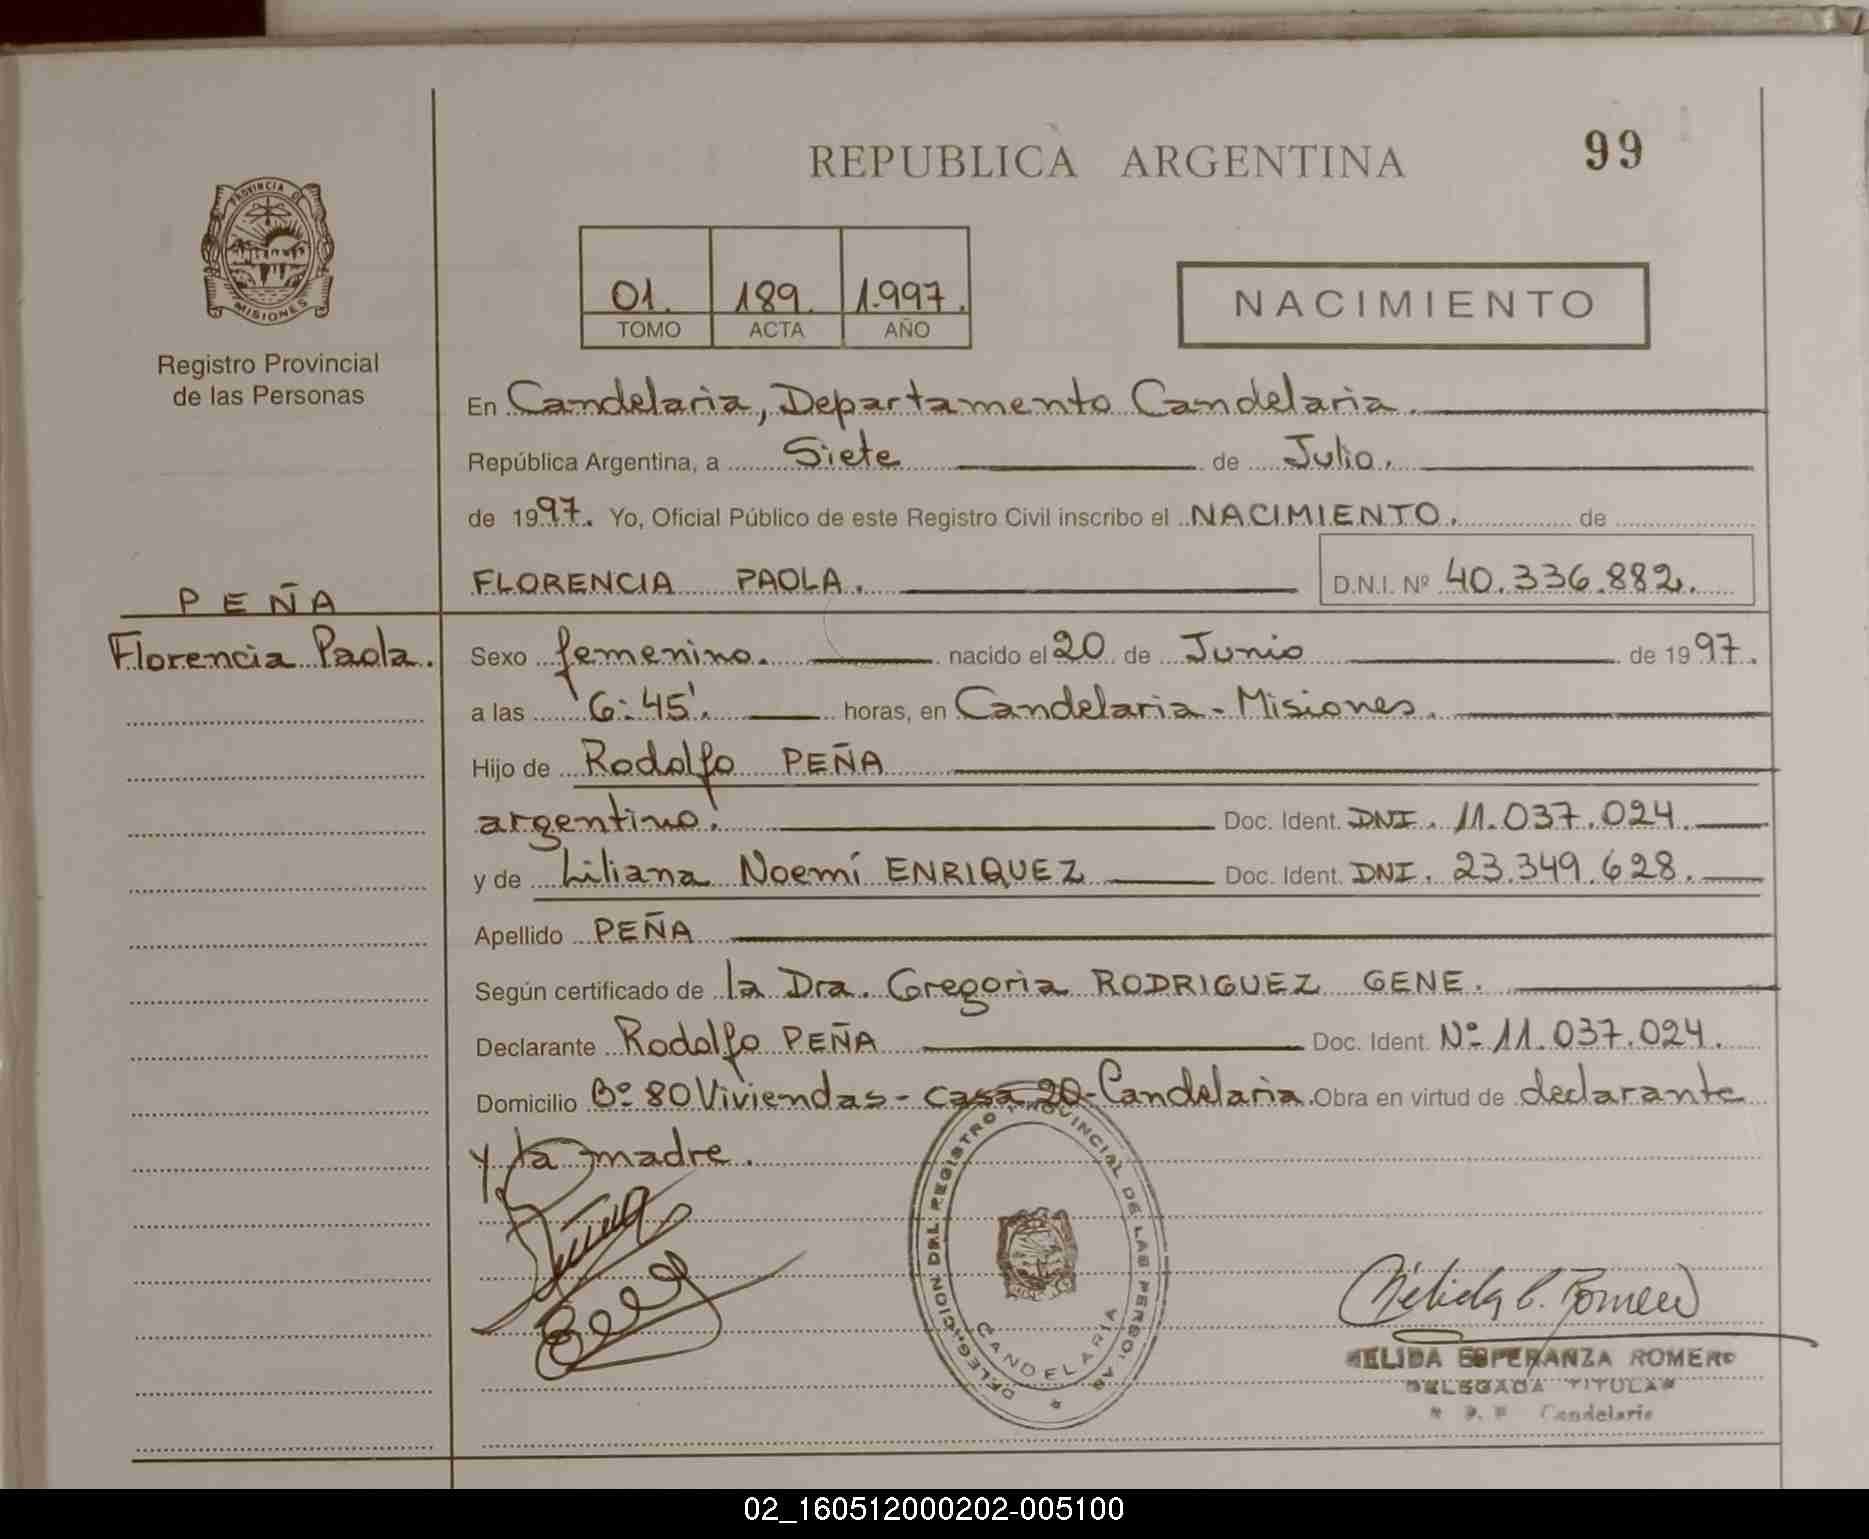 REPUBLICA ARGENTINA
99
PROVINCIA DE
MISIONES
Registro Provincial
de las Personas
01. 189. 1.997.
TOMO ACTA AÑO
NACIMIENTO
En Candelaria, Departamento Candelaria.
República Argentina, a Siete de Julio.
de 1997. Yo, Oficial Público de este Registro Civil inscribo el NACIMIENTO. de
FLORENCIA PAOLA. D.N.I. Nº 40.336.882.
PEÑA
Florencia Paola.
Sexo femenino. nacido el 20 de Junio de 1997.
a las 6:45'. horas, en Candelaria - Misiones.
Hijo de Rodolfo PEÑA
argentino. Doc. Ident. DNI. 11.037.024.
y de Liliana Noemí ENRIQUEZ Doc. Ident. DNI. 23.349.628.
Apellido PEÑA
Según certificado de la Dra. Gregoria RODRIGUEZ GENE.
Declarante Rodolfo PEÑA Doc. Ident. Nº 11.037.024.
Domicilio Bº 80 Viviendas - casa 20 - Candelaria. Obra en virtud de declarante
y la madre.
DELEGACION DEL REGISTRO PROVINCIAL DE LAS PERSONAS
CANDELARIA
Nélida E. Romero
NELIDA ESPERANZA ROMERO
DELEGADA TITULAR
Candelaria
02_160512000202-005100